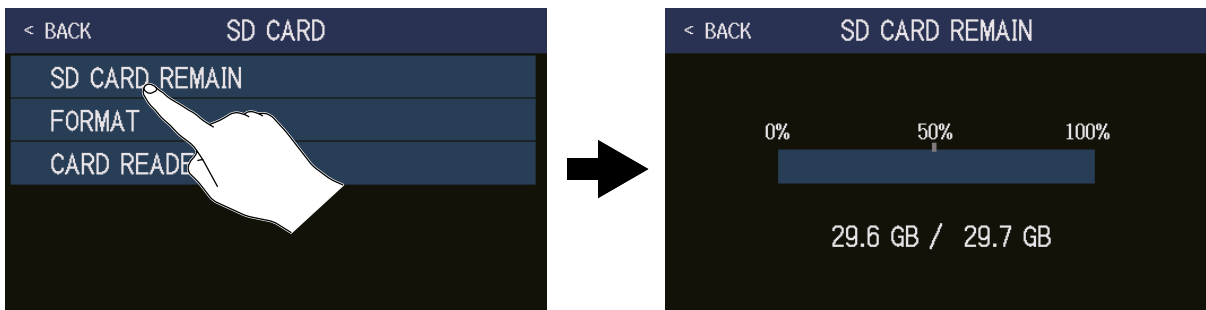 < BACK SD CARD
SD CARD REMAIN
FORMAT
CARD READE
< BACK SD CARD REMAIN
0% 50% 100%
29.6 GB / 29.7 GB